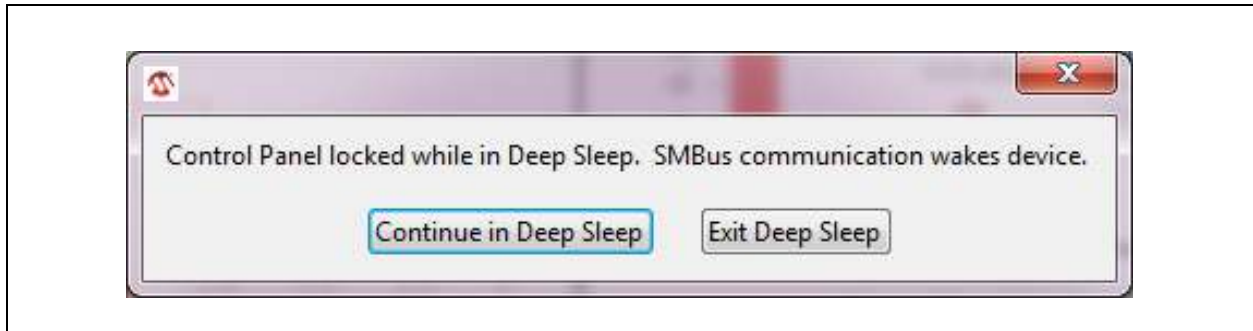 Control Panel locked while in Deep Sleep. SMBus communication wakes device.
Continue in Deep Sleep
Exit Deep Sleep